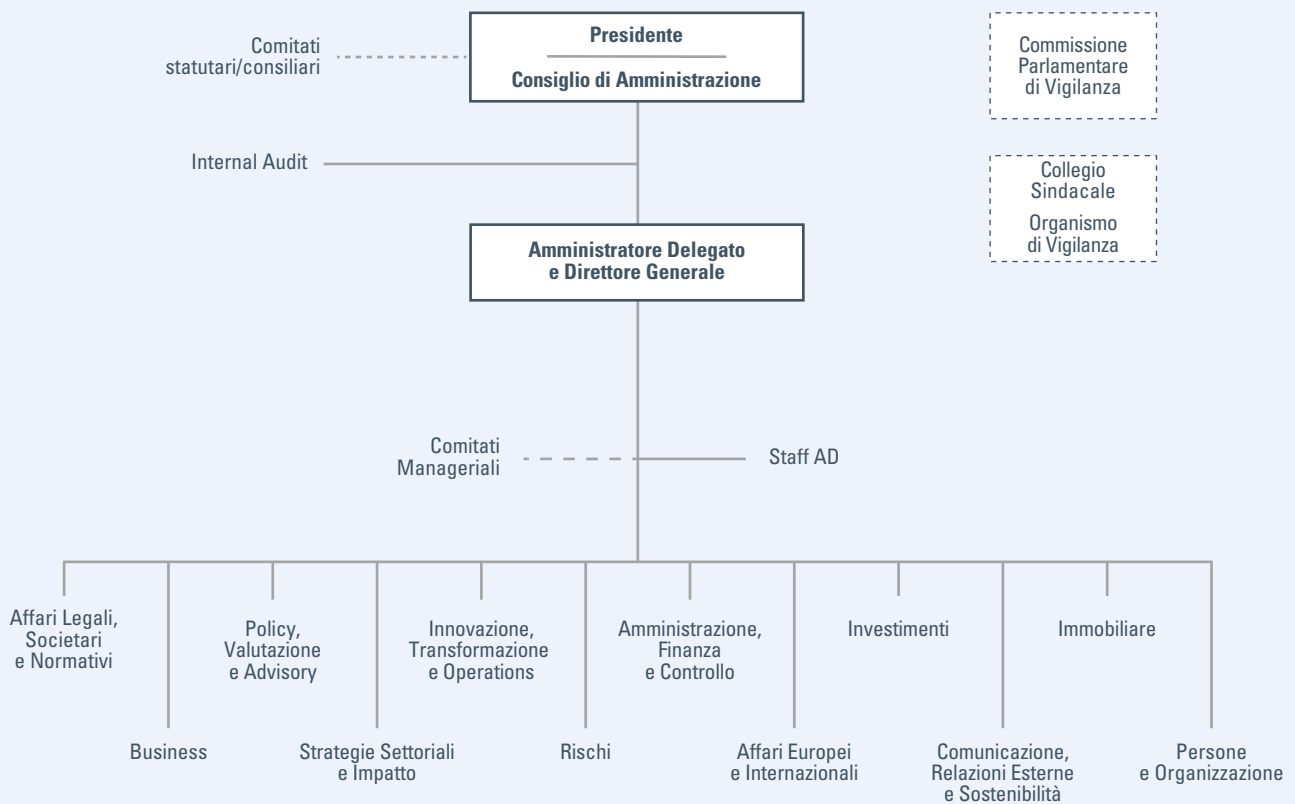 Comitati
statutari/consiliari
Presidente
Consiglio di Amministrazione
Commissione
Parlamentare
di Vigilanza
Internal Audit
Collegio
Sindacale
Organismo
di Vigilanza
Amministratore Delegato
e Direttore Generale
Comitati
Manageriali
Staff AD
Affari Legali,
Societari
e Normativi
Policy,
Valutazione
e Advisory
Innovazione,
Transformazione
e Operations
Amministrazione,
Finanza
e Controllo
Investimenti
Immobiliare
Business
Strategie Settoriali
e Impatto
Rischi
Affari Europei
e Internazionali
Comunicazione,
Relazioni Esterne
e Sostenibilità
Persone
e Organizzazione